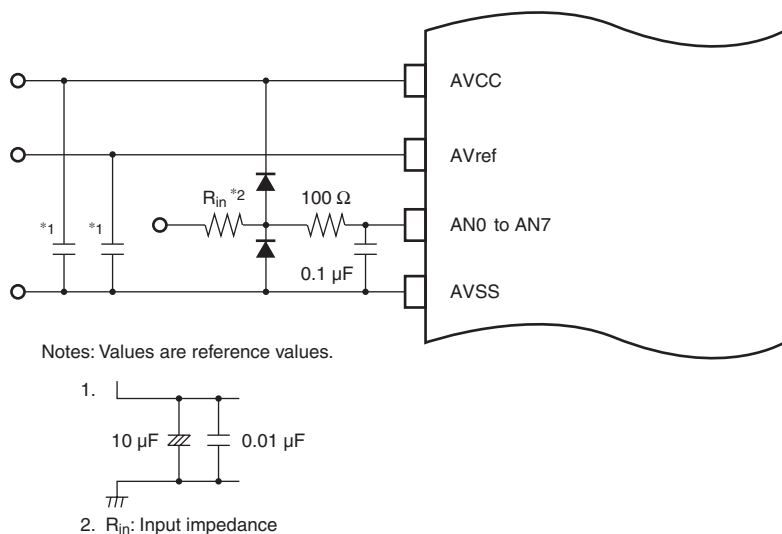 AVCC
AVref
Rin *2
100 Ω
*1
*1
AN0 to AN7
0.1 µF
AVSS
Notes: Values are reference values.
1.
10 µF
0.01 µF
2. Rin: Input impedance